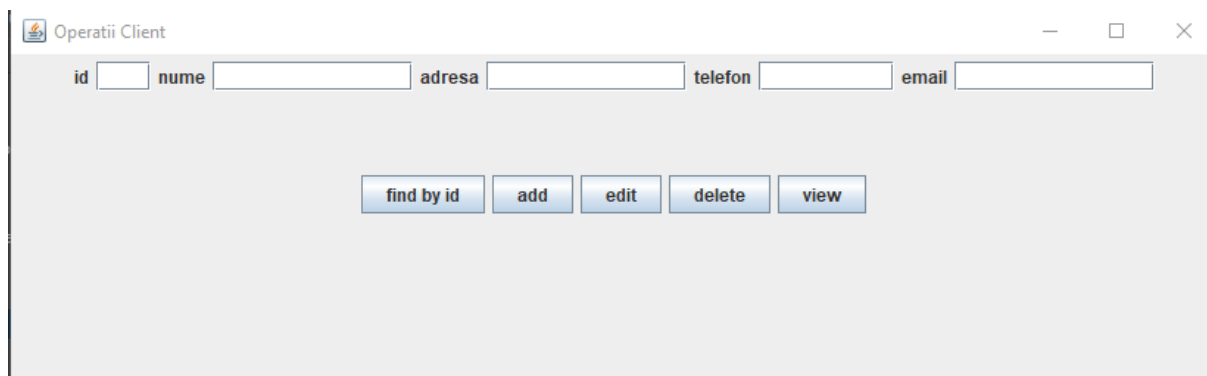 Operatii Client
id nume adresa telefon email
find by id add edit delete view